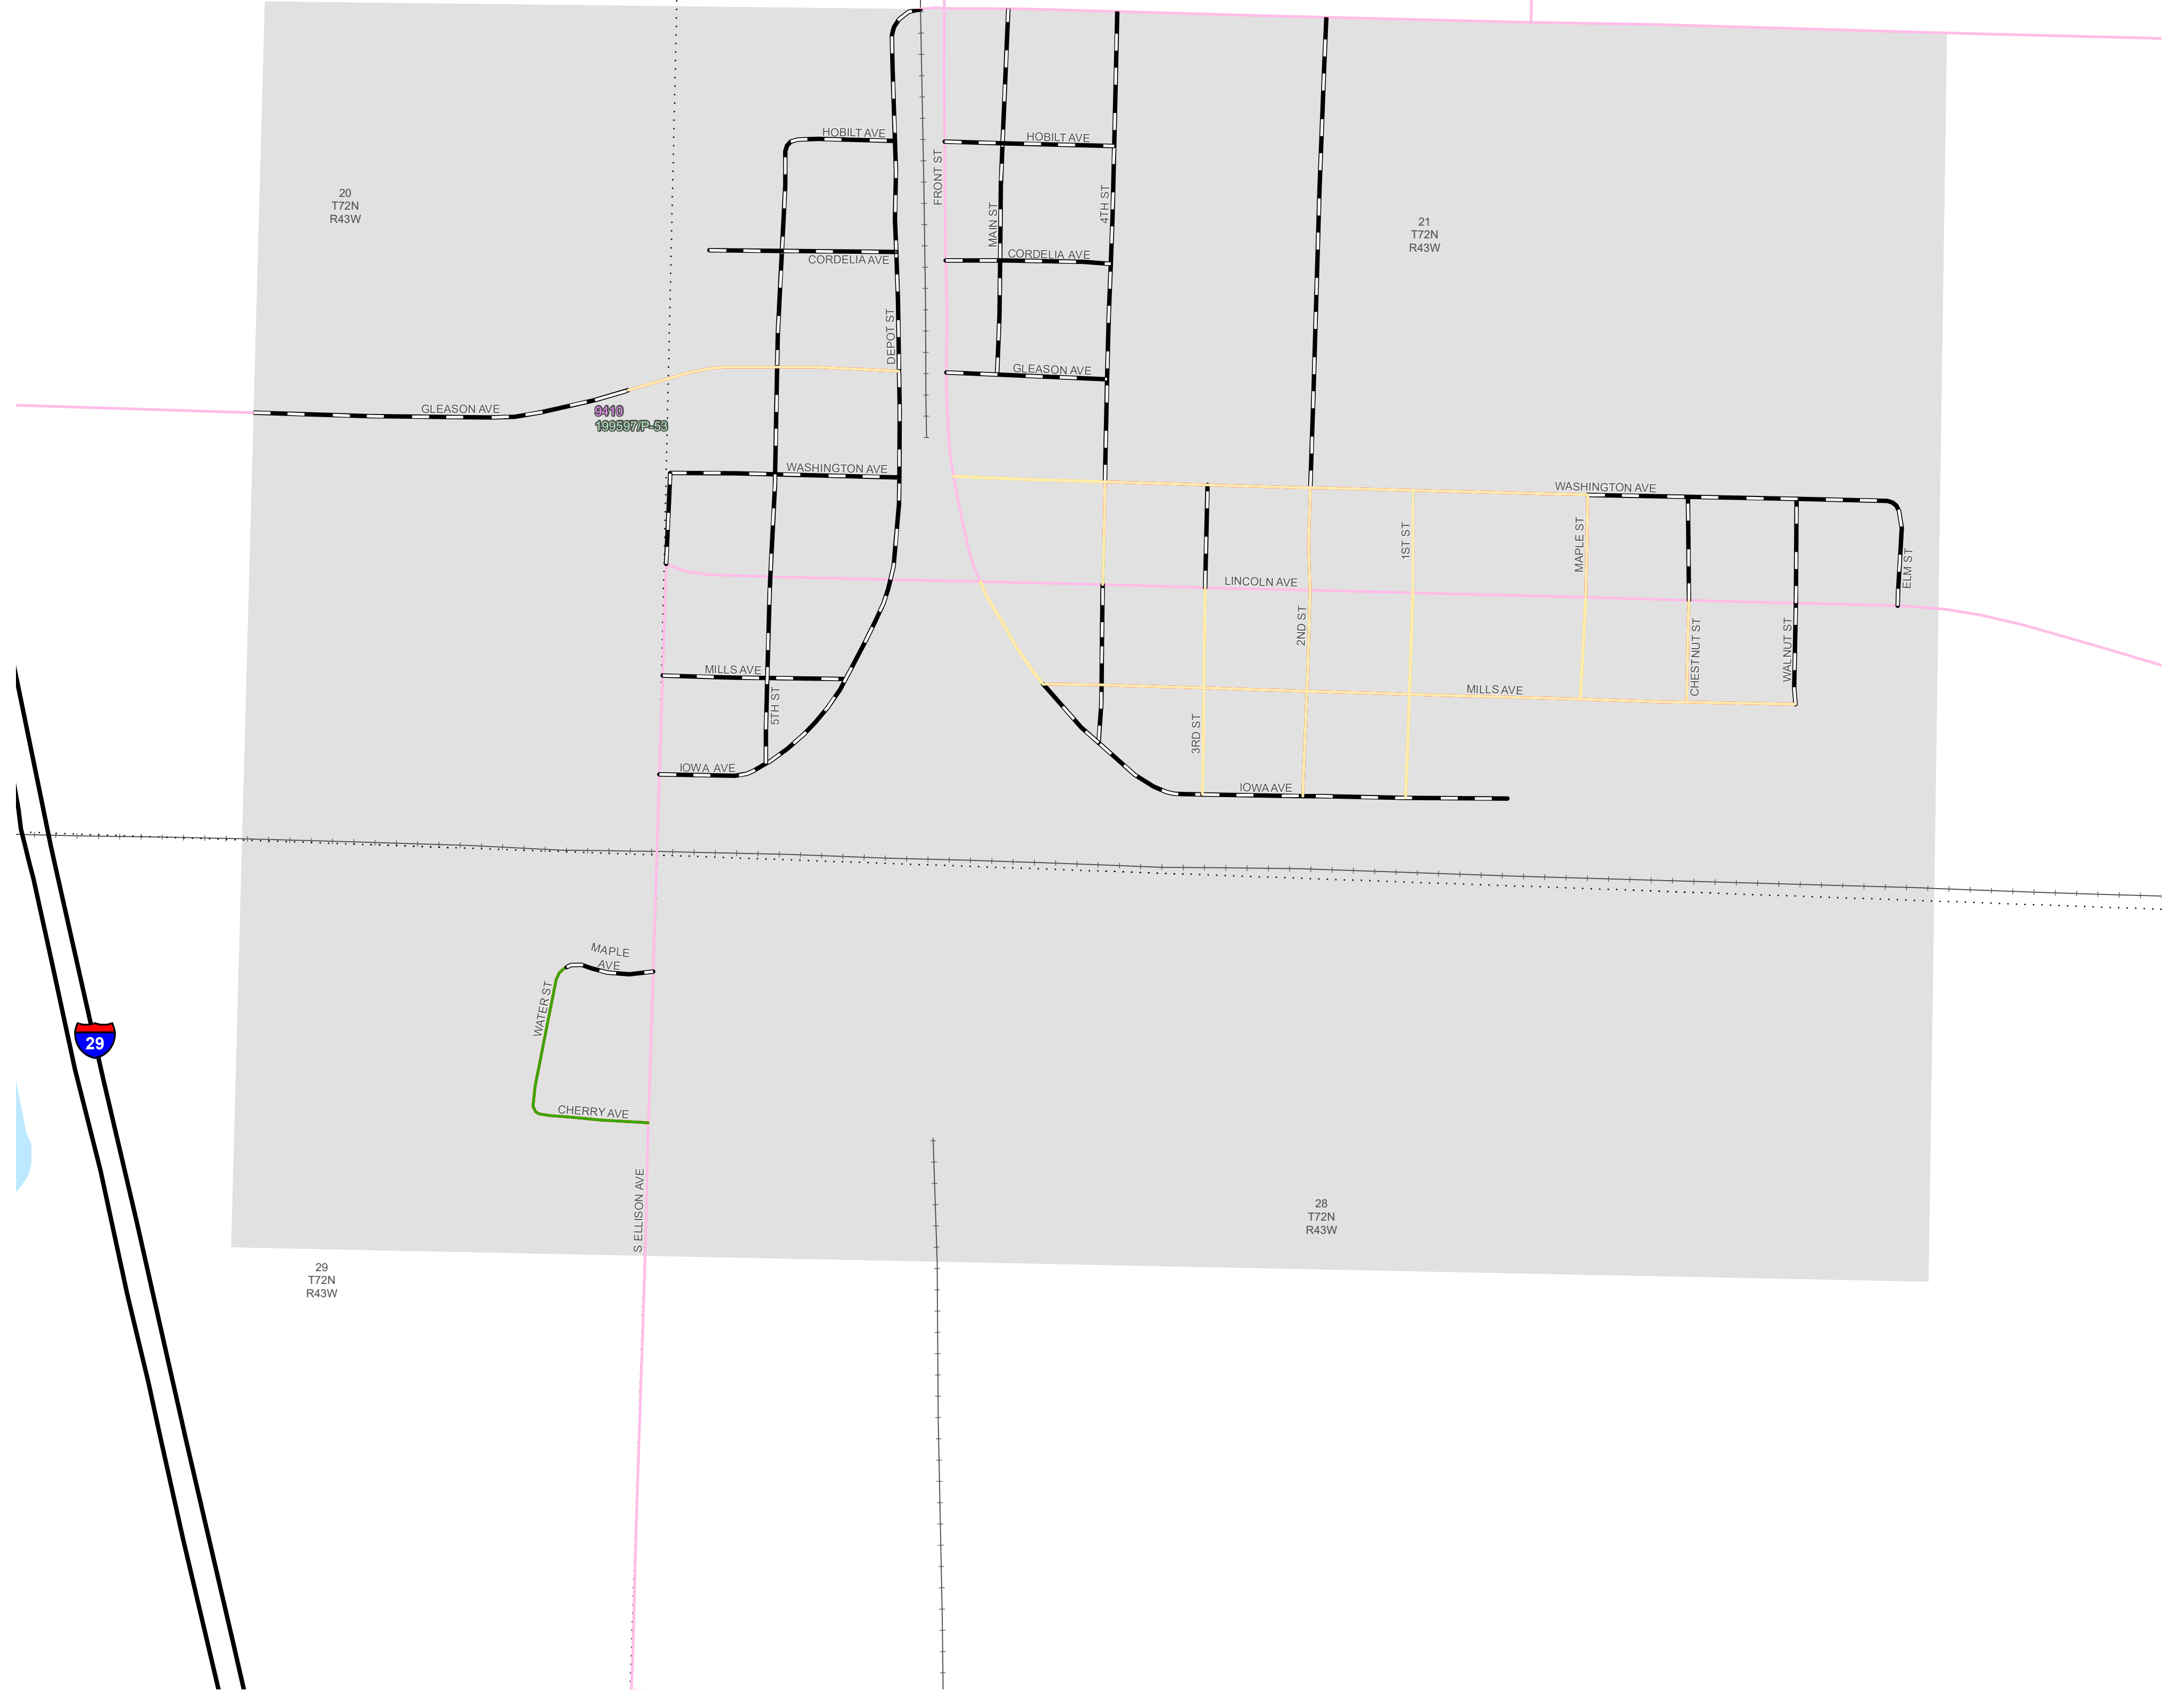 HOBILT AVE
HOBILT AVE
FRONT ST
20
T72N
R43W
4TH ST
MAIN ST
21
T72N
R43W
CORDELIA AVE
CORDELIA AVE
DEPOT ST
GLEASON AVE
GLEASON AVE
9410
199597/P-53
WASHINGTON AVE
WASHINGTON AVE
1ST ST
MAPLE ST
ELM ST
LINCOLN AVE
2ND ST
CHESTNUT ST
WALNUT ST
MILLS AVE
MILLS AVE
5TH ST
3RD ST
IOWA AVE
IOWA AVE
MAPLE
AVE
WATER ST
29
CHERRY AVE
S ELLISON AVE
28
T72N
R43W
29
T72N
R43W